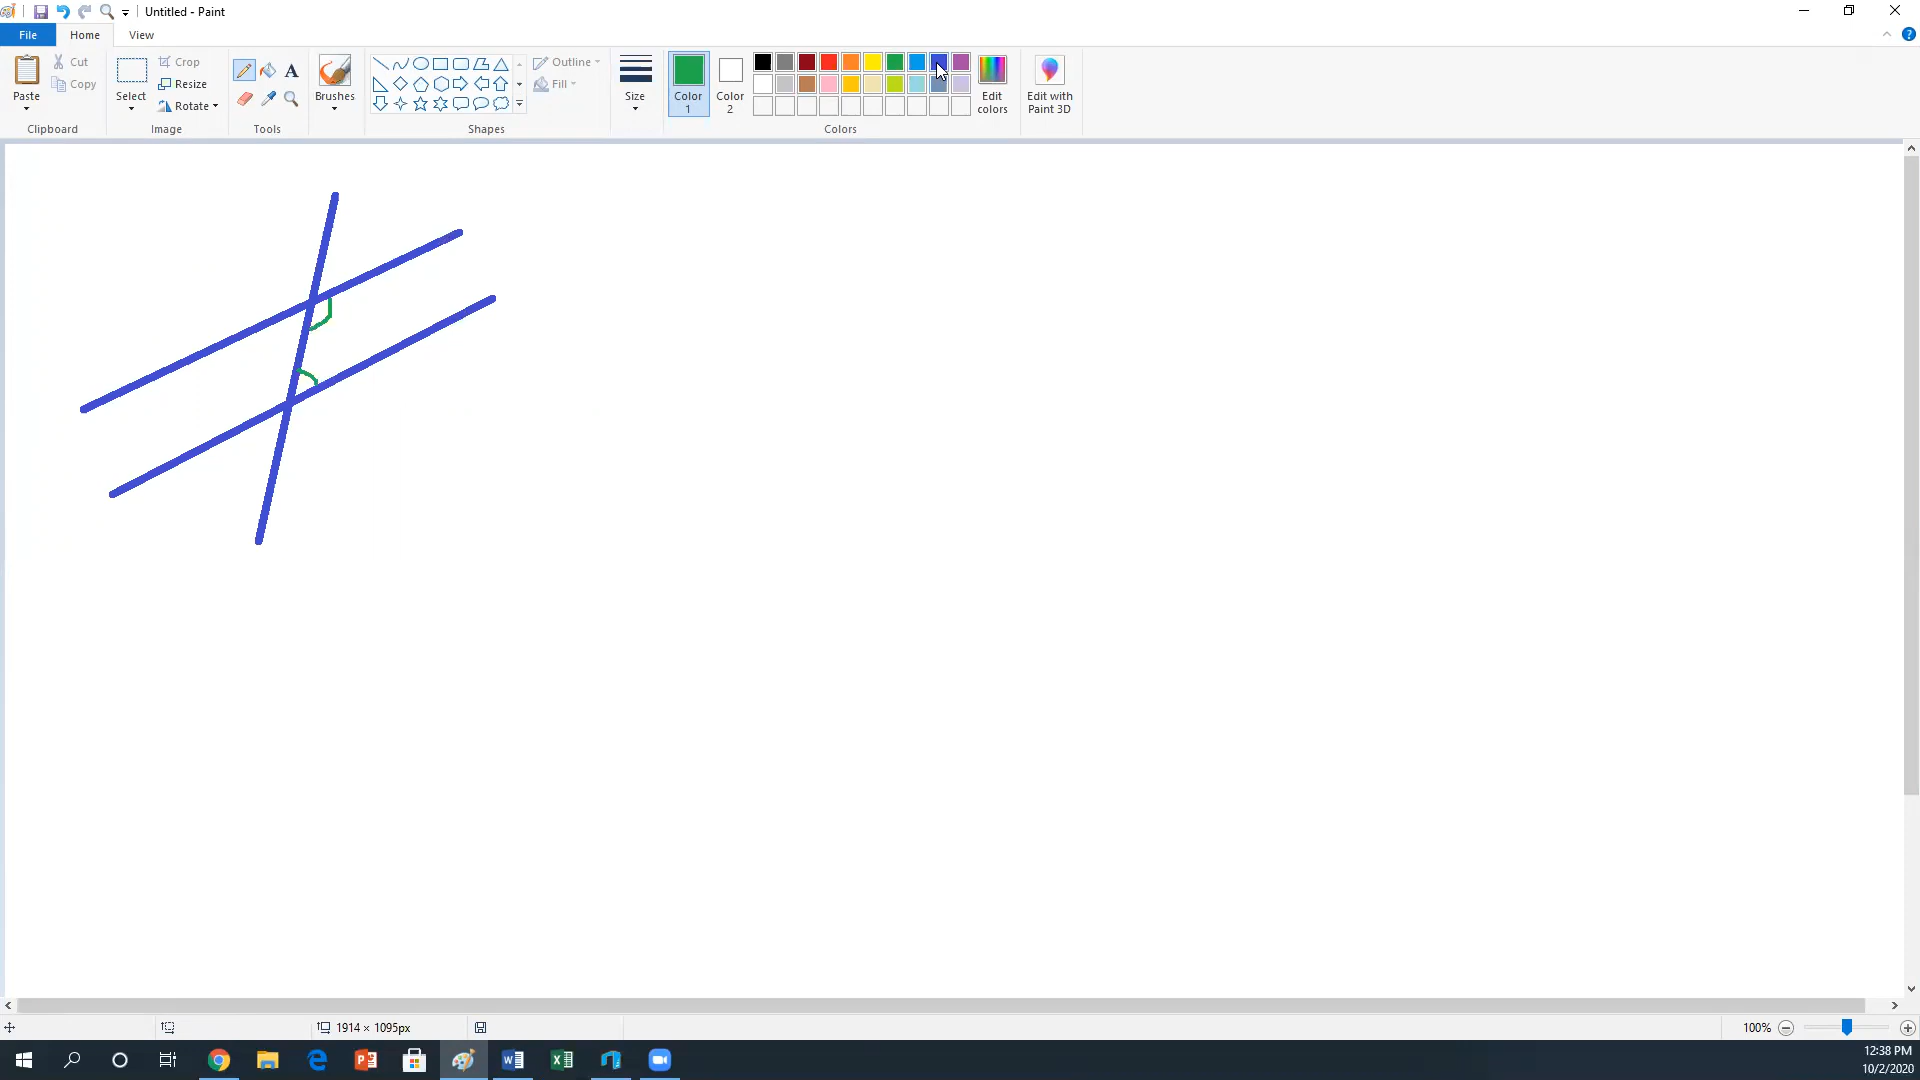 Untitled - Paint
File Home View
Paste
Cut
Copy
Clipboard
Select
Crop
Resize
Rotate
Image
A
Tools
Brushes
Outline
Fill
Shapes
Size
Color 1
Color 2
Colors
Edit colors
Edit with Paint 3D
1914 × 1095px
100%
12:38 PM
10/2/2020